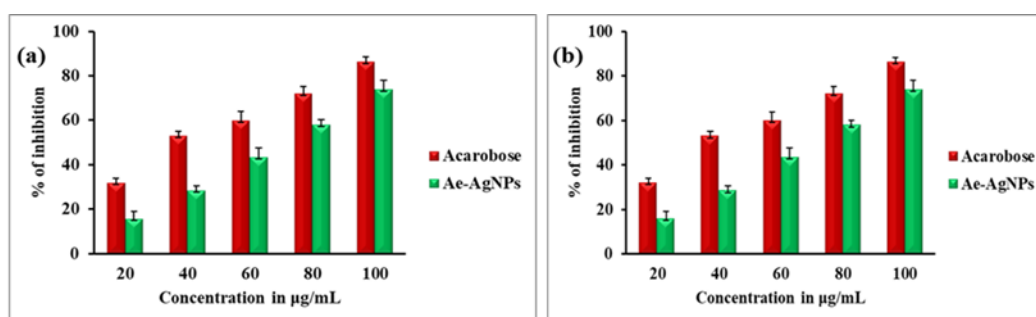 (a)
% of inhibition
100
80
60
40
20
0
20 40 60 80 100
Concentration in µg/mL
Acarobose
Ae-AgNPs
(b)
% of inhibition
100
80
60
40
20
0
20 40 60 80 100
Concentration in µg/mL
Acarobose
Ae-AgNPs